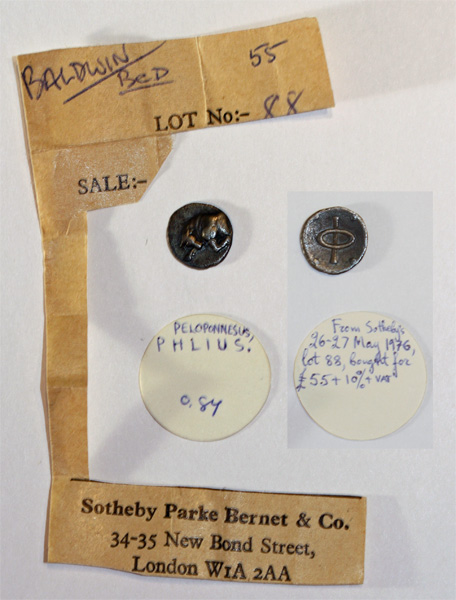 BALDWIN
BED
55
LOT No:- 88
SALE:-
Φ
PELOPONNESUS,
PHLIUS.
0.84
From Sotheby's
26-27 May 1976,
lot 88, bought for
£55+10%+VAT
Sotheby Parke Bernet & Co.
34-35 New Bond Street,
London W1A 2AA